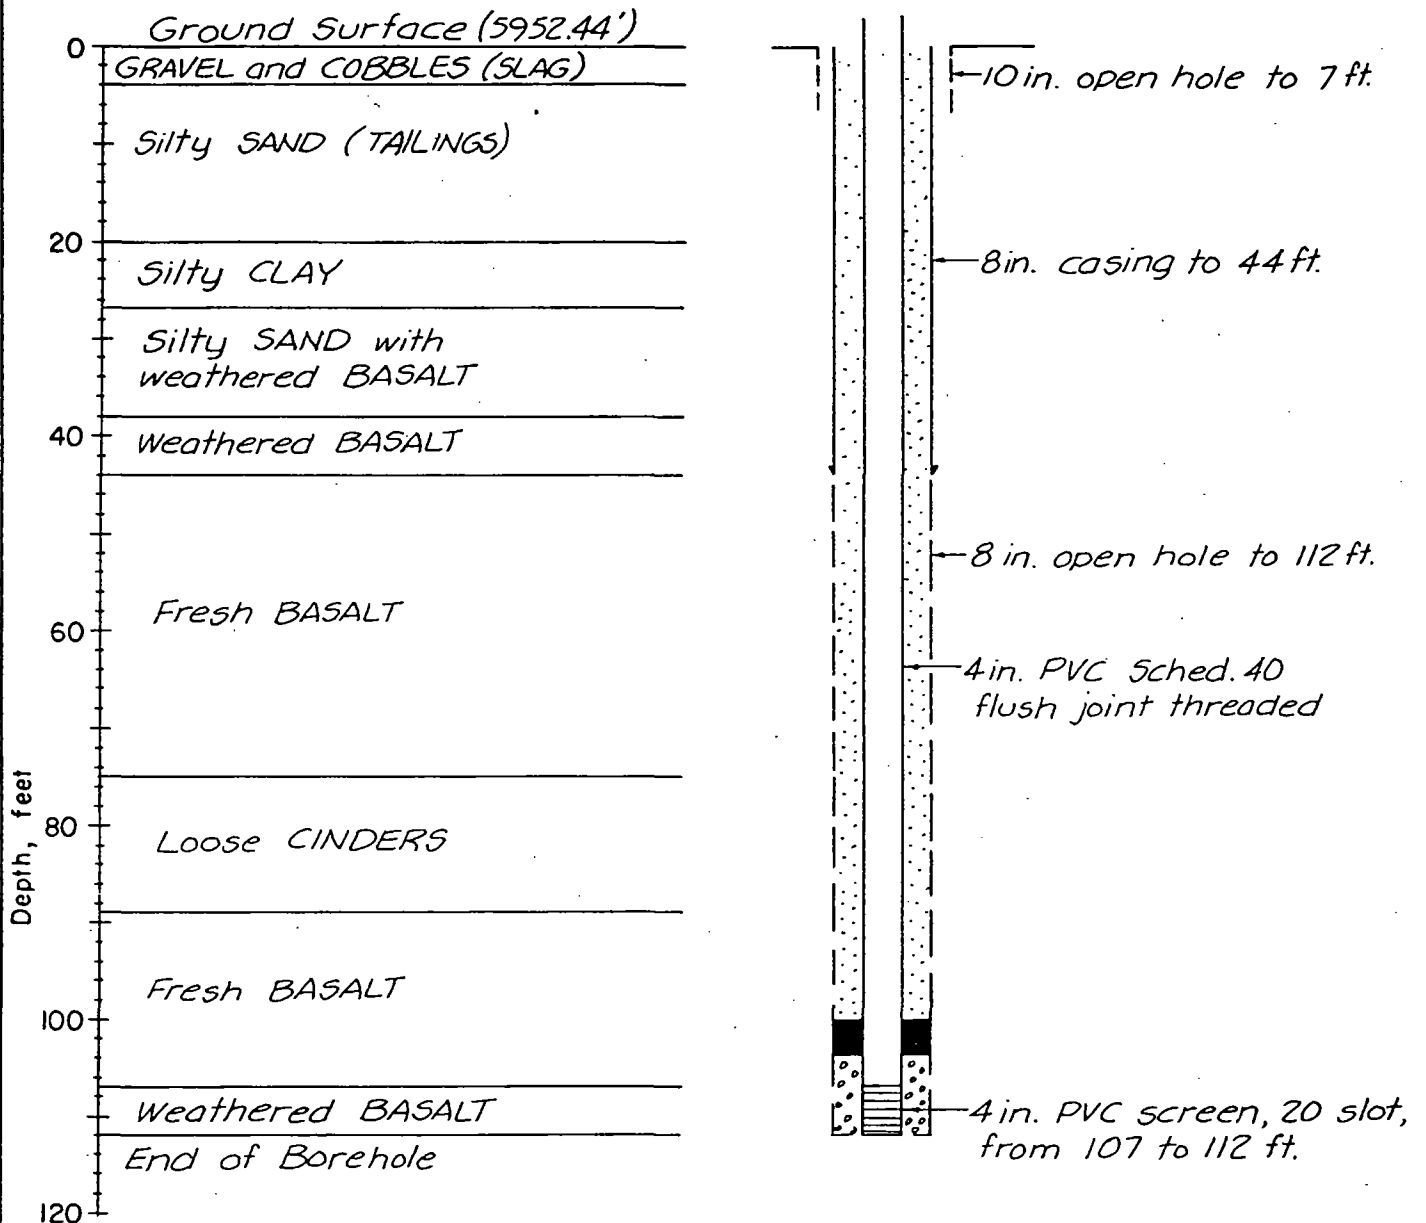 Ground Surface (5952.44')
0
GRAVEL and COBBLES (SLAG)
10 in. open hole to 7 ft.
Silty SAND (TAILINGS)
20
Silty CLAY
8 in. casing to 44 ft.
Silty SAND with
weathered BASALT
40
Weathered BASALT
8 in. open hole to 112 ft.
Fresh BASALT
60
4 in. PVC Sched. 40
flush joint threaded
Depth, feet
80
Loose CINDERS
Fresh BASALT
100
Weathered BASALT
4 in. PVC screen, 20 slot,
from 107 to 112 ft.
End of Borehole
120